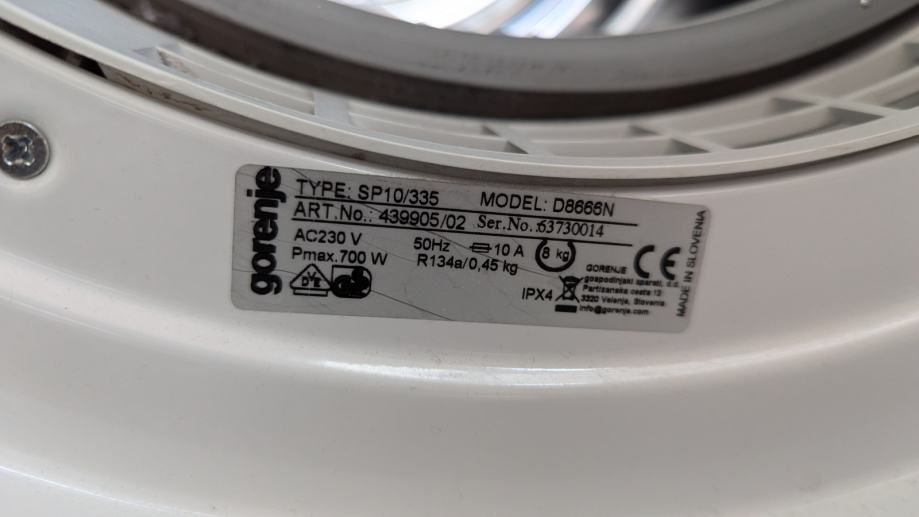 gorenje
TYPE: SP10/335 MODEL: D8666N
ART.No.: 439905/02 Ser.No.:63730014
AC230 V 50Hz 10 A 8 kg
Pmax.700 W R134a/0,45 kg
VDE
IPX4
CE
GORENJE
gospodinjski aparati, d.d.
Partizanska cesta 12
3320 Velenje, Slovenia
info@gorenje.com
MADE IN SLOVENIA